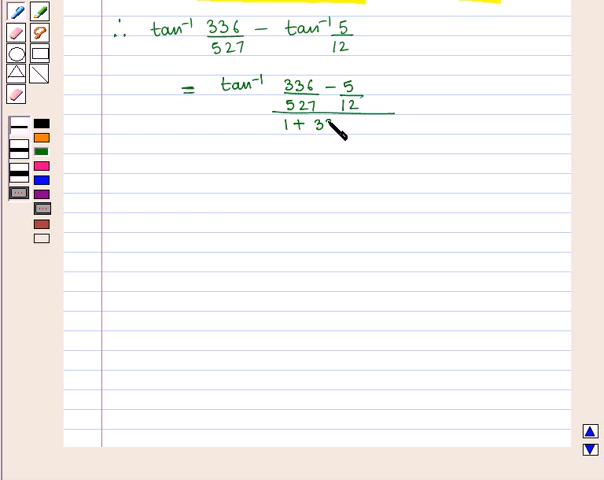 ∴ tan⁻¹ 336/527 − tan⁻¹ 5/12
= tan⁻¹ 336/527 − 5/12
1 + 3